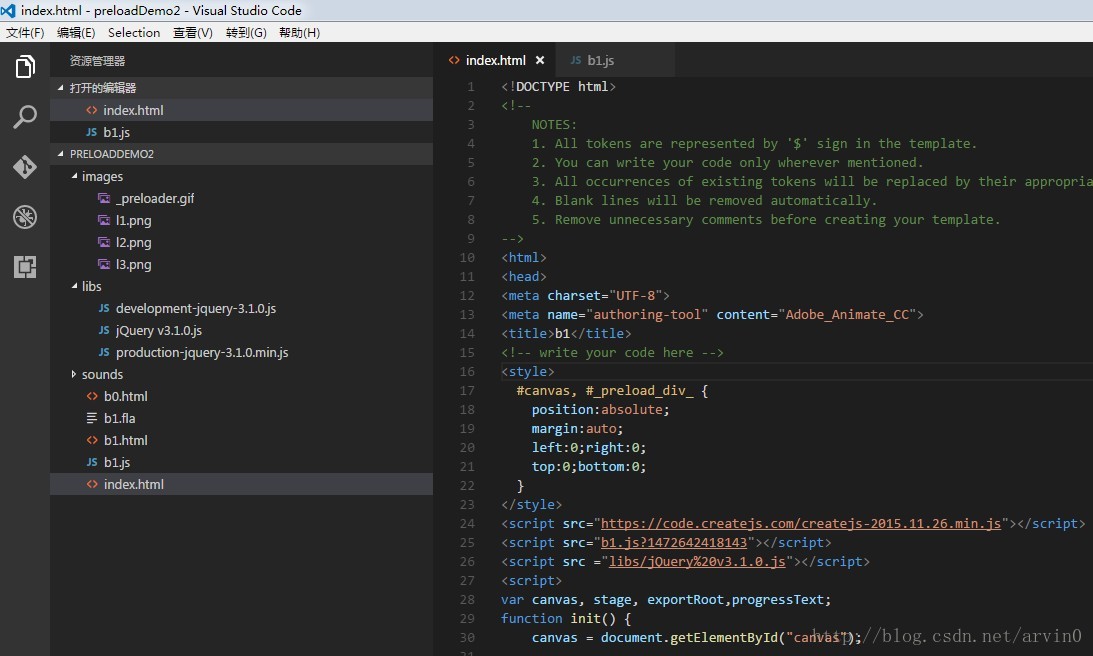 index.html - preloadDemo2 - Visual Studio Code
文件(F) 编辑(E) Selection 查看(V) 转到(G) 帮助(H)
资源管理器
打开的编辑器
index.html
JS b1.js
PRELOADDEMO2
images
_preloader.gif
l1.png
l2.png
l3.png
libs
JS development-jquery-3.1.0.js
JS jQuery v3.1.0.js
JS production-jquery-3.1.0.min.js
sounds
b0.html
b1.fla
b1.html
JS b1.js
index.html
index.html JS b1.js
1 <!DOCTYPE html>
2 <!--
3 NOTES:
4 1. All tokens are represented by '$' sign in the template.
5 2. You can write your code only wherever mentioned.
6 3. All occurrences of existing tokens will be replaced by their appropria
7 4. Blank lines will be removed automatically.
8 5. Remove unnecessary comments before creating your template.
9 -->
10 <html>
11 <head>
12 <meta charset="UTF-8">
13 <meta name="authoring-tool" content="Adobe_Animate_CC">
14 <title>b1</title>
15 <!-- write your code here -->
16 <style>
17 #canvas, #_preload_div_ {
18 position:absolute;
19 margin:auto;
20 left:0;right:0;
21 top:0;bottom:0;
22 }
23 </style>
24 <script src="https://code.createjs.com/createjs-2015.11.26.min.js"></script>
25 <script src="b1.js?1472642418143"></script>
26 <script src ="libs/jQuery%20v3.1.0.js"></script>
27 <script>
28 var canvas, stage, exportRoot,progressText;
29 function init() {
30 canvas = document.getElementById("canvas");
http://blog.csdn.net/arvin0
31